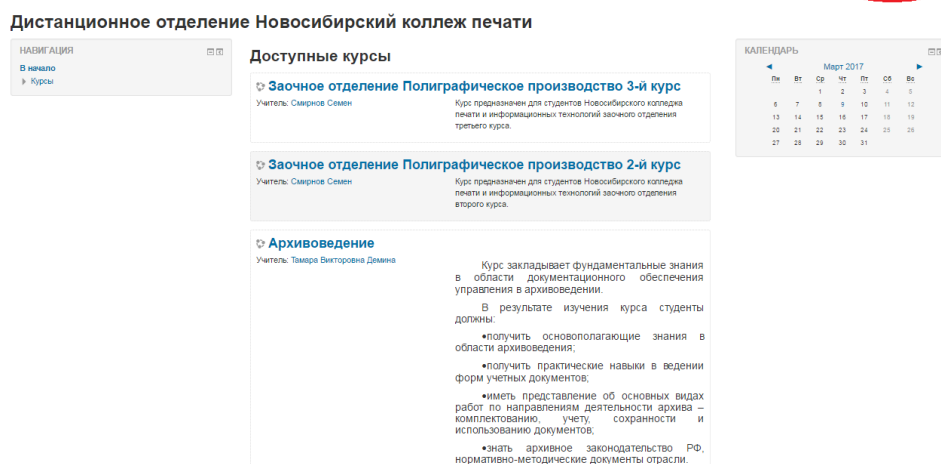 Дистанционное отделение Новосибирский коллеж печати
НАВИГАЦИЯ
В начало
Курсы
Доступные курсы
Заочное отделение Полиграфическое производство 3-й курс
Учитель: Смирнов Семен
Курс предназначен для студентов Новосибирского колледжа
печати и информационных технологий заочного отделения
третьего курса.
Заочное отделение Полиграфическое производство 2-й курс
Учитель: Смирнов Семен
Курс предназначен для студентов Новосибирского колледжа
печати и информационных технологий заочного отделения
второго курса.
Архивоведение
Учитель: Тамара Викторовна Демина
Курс закладывает фундаментальные знания
в области документационного обеспечения
управления в архивоведении.
В результате изучения курса студенты
должны:
•получить основополагающие знания в
области архивоведения;
•получить практические навыки в ведении
форм учетных документов;
•иметь представление об основных видах
работ по направлениям деятельности архива –
комплектованию, учету, сохранности и
использованию документов;
•знать архивное законодательство РФ,
нормативно-методические документы отрасли.
КАЛЕНДАРЬ
◄ Март 2017 ►
Пн Вт Ср Чт Пт Сб Вс
1 2 3 4 5
6 7 8 9 10 11 12
13 14 15 16 17 18 19
20 21 22 23 24 25 26
27 28 29 30 31